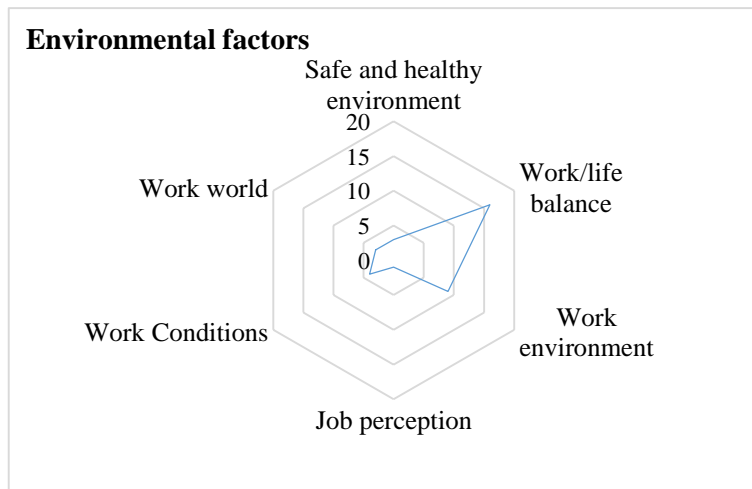 Environmental factors
Safe and healthy
environment
20
15
10
5
0
Work/life
balance
Work world
Work
environment
Work Conditions
Job perception